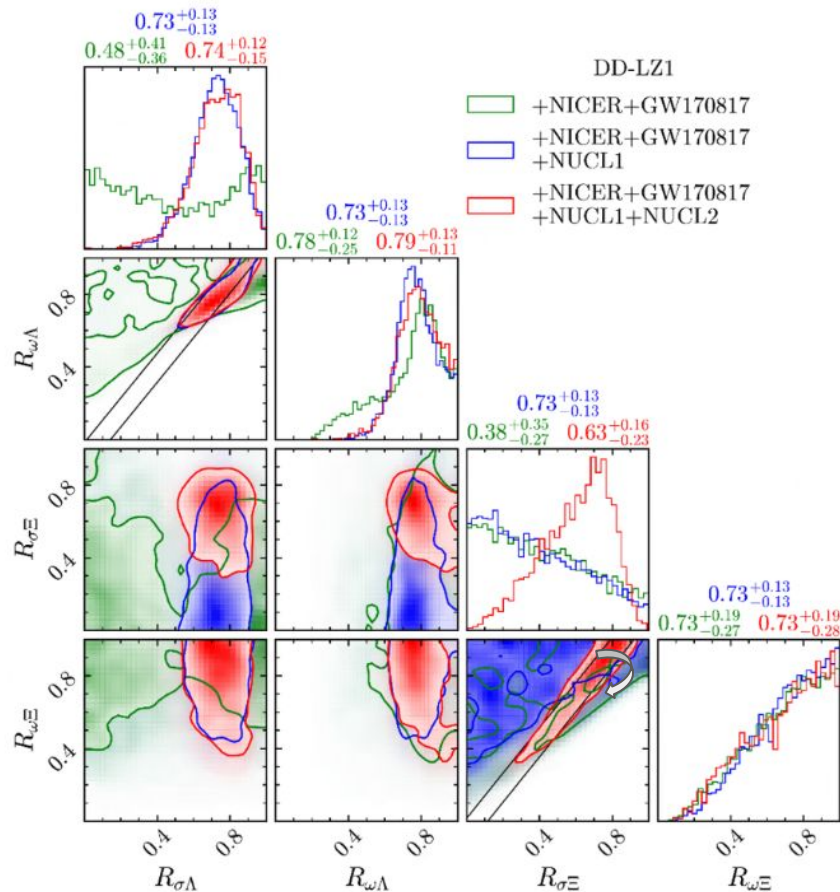 0.73^{+0.13}_{-0.13}
0.48^{+0.41}_{-0.36} 0.74^{+0.12}_{-0.15}
DD-LZ1
+NICER+GW170817
+NICER+GW170817
+NUCL1
+NICER+GW170817
+NUCL1+NUCL2
0.73^{+0.13}_{-0.13}
0.78^{+0.12}_{-0.25} 0.79^{+0.13}_{-0.11}
R_{ωΛ}
0.8
0.4
0.73^{+0.13}_{-0.13}
0.38^{+0.35}_{-0.27} 0.63^{+0.16}_{-0.23}
R_{σΞ}
0.8
0.4
0.73^{+0.13}_{-0.13}
0.73^{+0.19}_{-0.27} 0.73^{+0.19}_{-0.28}
R_{ωΞ}
0.8
0.4
0.4 0.8 0.4 0.8 0.4 0.8 0.4 0.8
R_{σΛ} R_{ωΛ} R_{σΞ} R_{ωΞ}